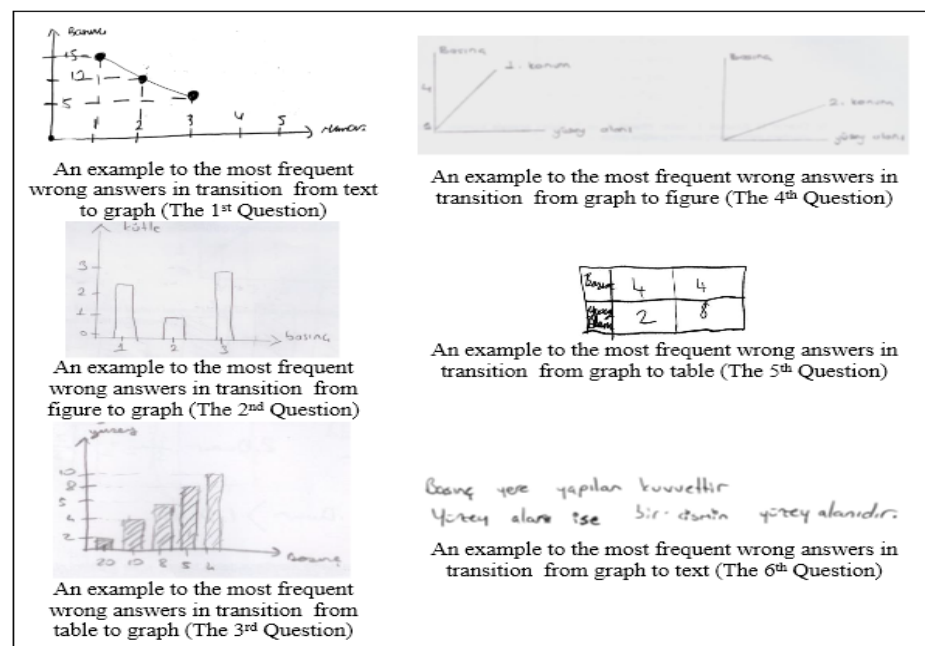 Basınç
15
12
5
1 2 3 4 5
An example to the most frequent
wrong answers in transition from text
to graph (The 1st Question)
kütle
3
2
1
0
1 2 3
basınç
An example to the most frequent
wrong answers in transition from
figure to graph (The 2nd Question)
yüzey
10
8
5
4
2
20 10 8 5 4
Basınç
An example to the most frequent
wrong answers in transition from
table to graph (The 3rd Question)
Basınç
1. konum
4
0
yüzey alanı
Basınç
2. konum
yüzey alanı
An example to the most frequent wrong answers in
transition from graph to figure (The 4th Question)
Basınç 4 4
2 8
An example to the most frequent wrong answers in
transition from graph to table (The 5th Question)
Basınç yere yapılan kuvvettir
Yüzey alanı ise bir cismin yüzey alanıdır.
An example to the most frequent wrong answers in
transition from graph to text (The 6th Question)